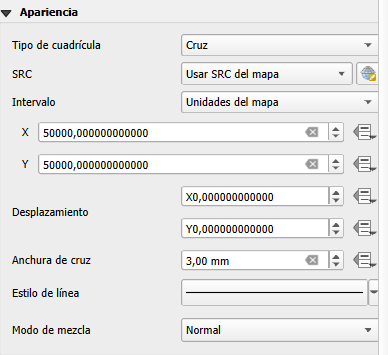 Apariencia
Tipo de cuadrícula Cruz
SRC Usar SRC del mapa
Intervalo Unidades del mapa
X 50000,000000000000
Y 50000,000000000000
X0,000000000000
Desplazamiento
Y0,000000000000
Anchura de cruz 3,00 mm
Estilo de línea
Modo de mezcla Normal